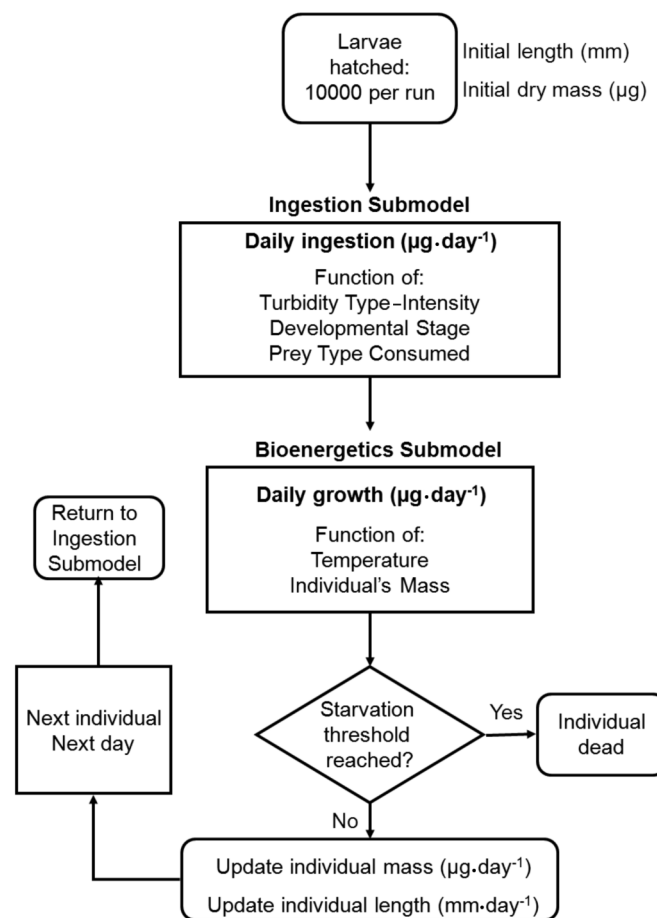 Larvae
hatched:
10000 per run
Initial length (mm)
Initial dry mass (µg)
Ingestion Submodel
Daily ingestion (µg·day⁻¹)
Function of:
Turbidity Type–Intensity
Developmental Stage
Prey Type Consumed
Bioenergetics Submodel
Daily growth (µg·day⁻¹)
Function of:
Temperature
Individual's Mass
Return to
Ingestion
Submodel
Next individual
Next day
Starvation
threshold
reached?
Yes
Individual
dead
No
Update individual mass (µg·day⁻¹)
Update individual length (mm·day⁻¹)